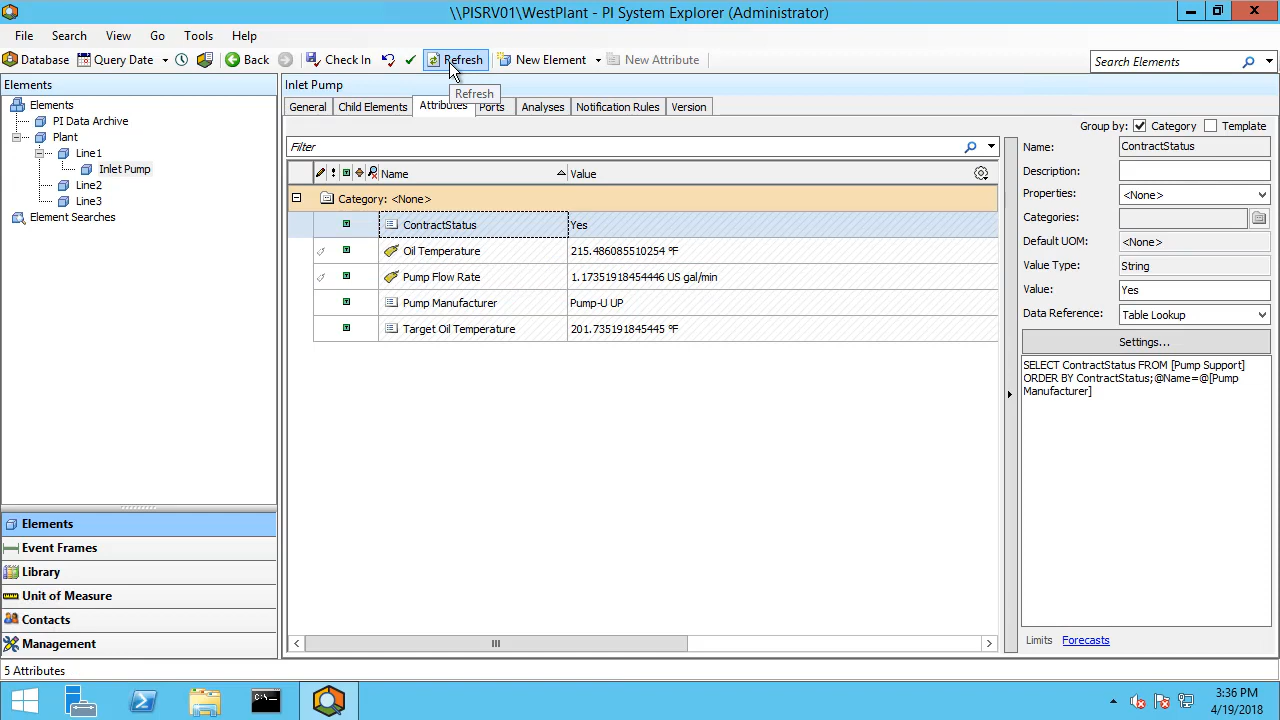 \\PISRV01\WestPlant - PI System Explorer (Administrator)
File Search View Go Tools Help
Database Query Date Back Check In Refresh New Element New Attribute
Search Elements
Refresh
Elements
Elements
PI Data Archive
Plant
Line1
Inlet Pump
Line2
Line3
Element Searches
Elements
Event Frames
Library
Unit of Measure
Contacts
Management
Inlet Pump
General Child Elements Attributes Ports Analyses Notification Rules Version
Group by: Category Template
Filter
Name Value
Category: <None>
ContractStatus Yes
Oil Temperature 215.486085510254 °F
Pump Flow Rate 1.17351918454446 US gal/min
Pump Manufacturer Pump-U UP
Target Oil Temperature 201.735191845445 °F
Name: ContractStatus
Description:
Properties: <None>
Categories:
Default UOM: <None>
Value Type: String
Value: Yes
Data Reference: Table Lookup
Settings...
SELECT ContractStatus FROM [Pump Support]
ORDER BY ContractStatus;@Name=@[Pump
Manufacturer]
Limits Forecasts
5 Attributes
3:36 PM
4/19/2018